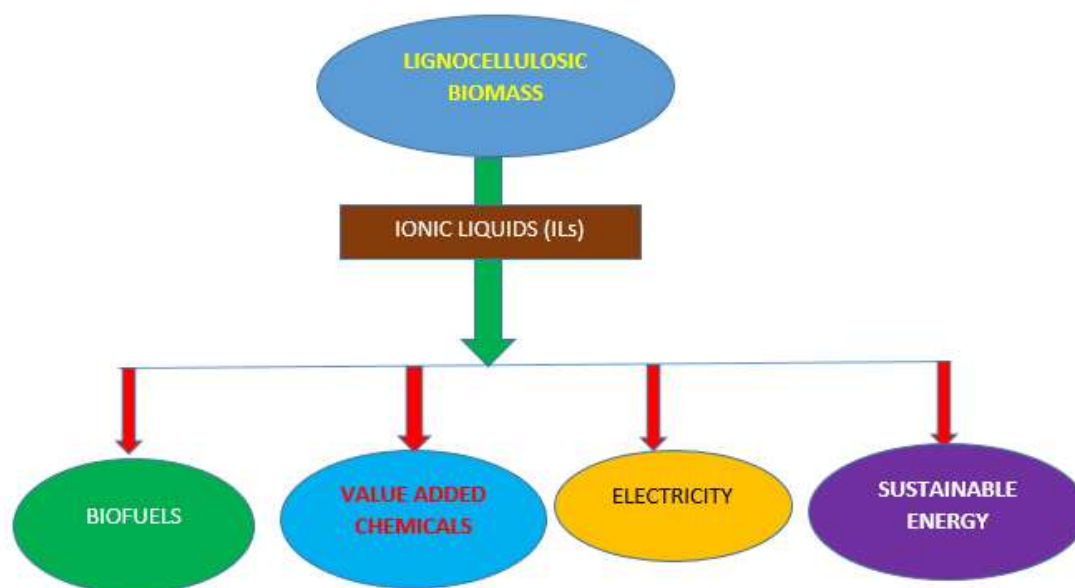 LIGNOCELLULOSIC
BIOMASS
IONIC LIQUIDS (ILs)
BIOFUELS
VALUE ADDED
CHEMICALS
ELECTRICITY
SUSTAINABLE
ENERGY